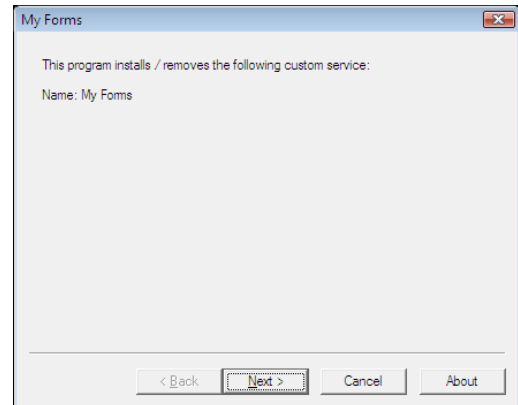 My Forms
This program installs / removes the following custom service:
Name: My Forms
< Back
Next >
Cancel
About